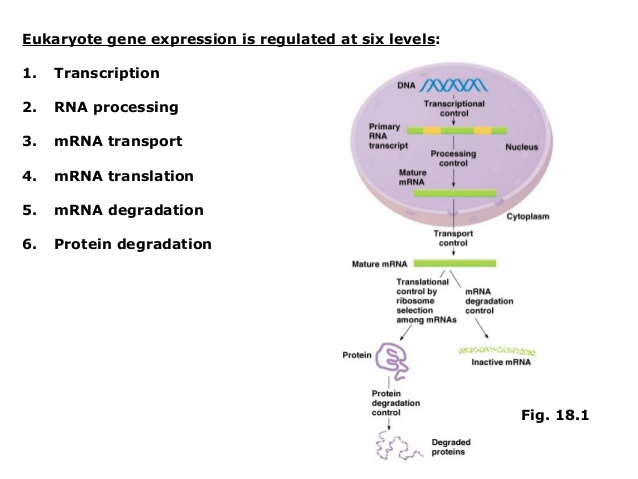 Eukaryote gene expression is regulated at six levels:
1. Transcription
2. RNA processing
3. mRNA transport
4. mRNA translation
5. mRNA degradation
6. Protein degradation
DNA
Transcriptional
control
Primary
RNA
transcript
Nucleus
Processing
control
Mature
mRNA
Cytoplasm
Transport
control
Mature mRNA
Translational
control by
ribosome
selection
among mRNAs
mRNA
degradation
control
Protein
Inactive mRNA
Protein
degradation
control
Fig. 18.1
Degraded
proteins